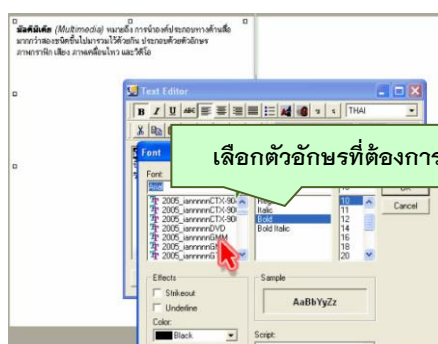 มัลติมีเดีย (Multimedia) หมายถึง การนำองค์ประกอบทางด้านสื่อ
มากกว่าสองชนิดขึ้นไปมารวมไว้ด้วยกัน ประกอบด้วยตัวอักษร
ภาพกราฟิก เสียง ภาพเคลื่อนไหว และวิดีโอ
Text Editor
B I U ABC THAI
Font
เลือกตัวอักษรที่ต้องการ
Font:
Arial
2005_iannnnnCTX-90
2005_iannnnnCTX-90
2005_iannnnnCTX-90
2005_iannnnnDVD
2005_iannnnnGMM
Italic
Bold
Bold Italic
10
11
12
14
16
18
20
Cancel
Effects
Strikeout
Underline
Color:
Black
Sample
AaBbYyZz
Script: